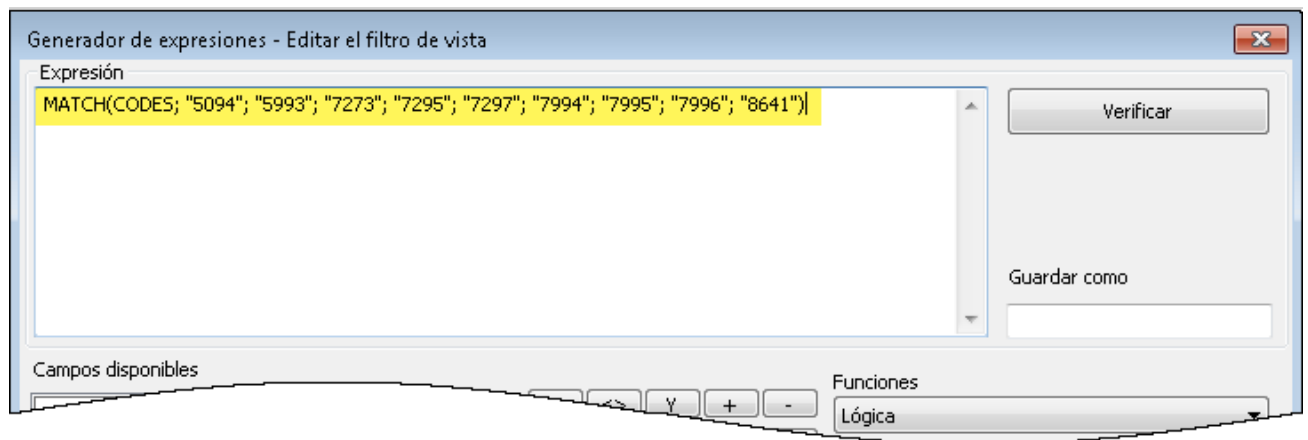 Generador de expresiones - Editar el filtro de vista
Expresión
MATCH(CODES; "5094"; "5993"; "7273"; "7295"; "7297"; "7994"; "7995"; "7996"; "8641")
Verificar
Guardar como
Campos disponibles
<> Y + -
Funciones
Lógica